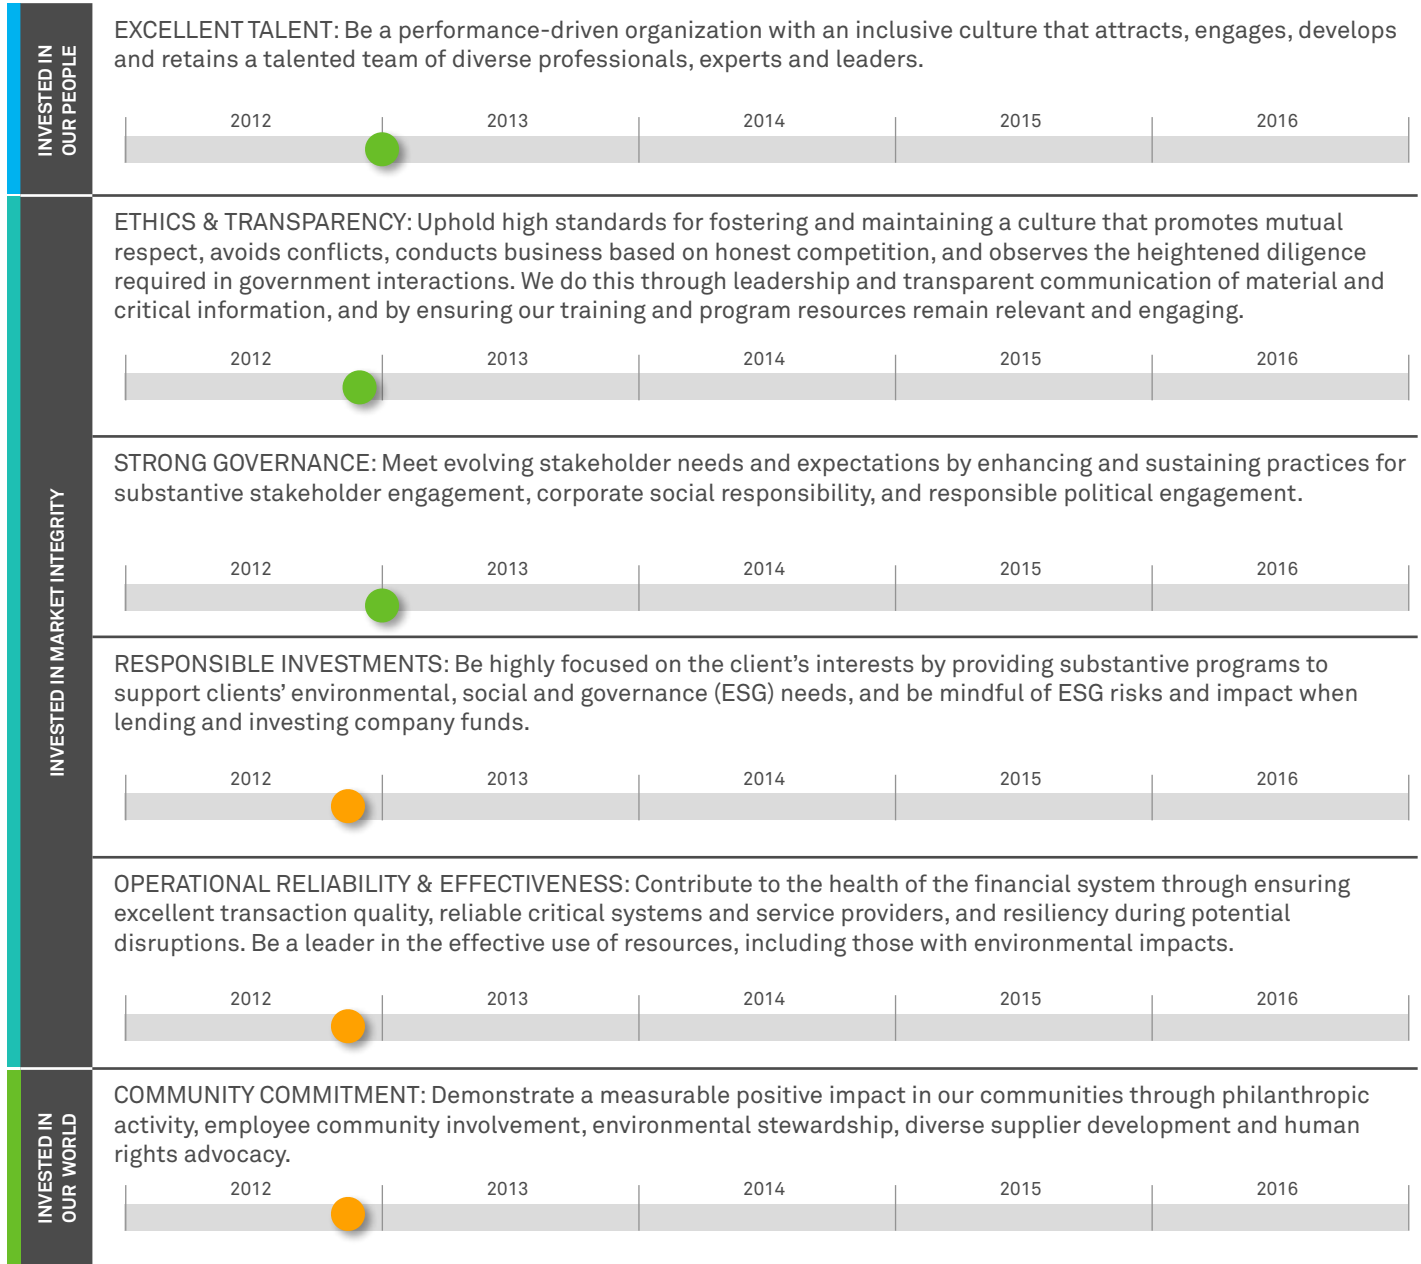 INVESTED IN
OUR PEOPLE
EXCELLENT TALENT: Be a performance-driven organization with an inclusive culture that attracts, engages, develops
and retains a talented team of diverse professionals, experts and leaders.
2012 2013 2014 2015 2016
INVESTED IN MARKET INTEGRITY
ETHICS & TRANSPARENCY: Uphold high standards for fostering and maintaining a culture that promotes mutual
respect, avoids conflicts, conducts business based on honest competition, and observes the heightened diligence
required in government interactions. We do this through leadership and transparent communication of material and
critical information, and by ensuring our training and program resources remain relevant and engaging.
2012 2013 2014 2015 2016
STRONG GOVERNANCE: Meet evolving stakeholder needs and expectations by enhancing and sustaining practices for
substantive stakeholder engagement, corporate social responsibility, and responsible political engagement.
2012 2013 2014 2015 2016
RESPONSIBLE INVESTMENTS: Be highly focused on the client’s interests by providing substantive programs to
support clients’ environmental, social and governance (ESG) needs, and be mindful of ESG risks and impact when
lending and investing company funds.
2012 2013 2014 2015 2016
OPERATIONAL RELIABILITY & EFFECTIVENESS: Contribute to the health of the financial system through ensuring
excellent transaction quality, reliable critical systems and service providers, and resiliency during potential
disruptions. Be a leader in the effective use of resources, including those with environmental impacts.
2012 2013 2014 2015 2016
INVESTED IN
OUR WORLD
COMMUNITY COMMITMENT: Demonstrate a measurable positive impact in our communities through philanthropic
activity, employee community involvement, environmental stewardship, diverse supplier development and human
rights advocacy.
2012 2013 2014 2015 2016